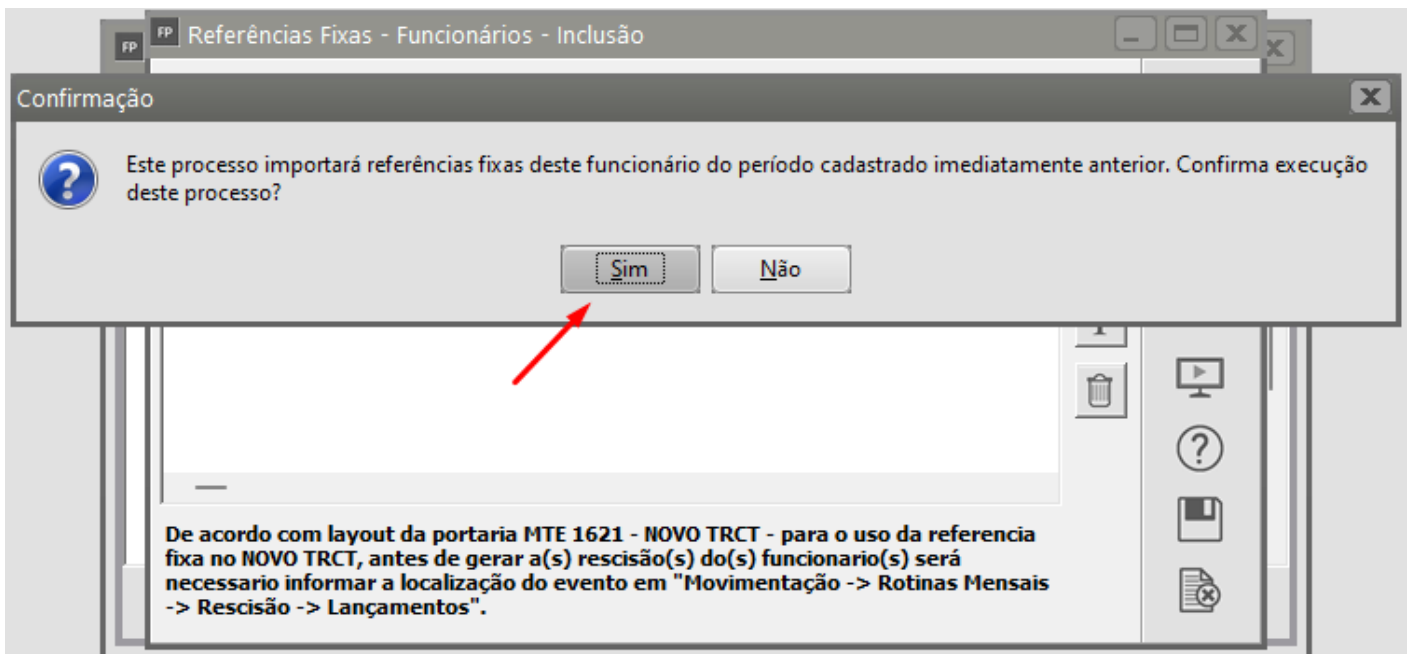 FP
FP Referências Fixas - Funcionários - Inclusão
Confirmação
Este processo importará referências fixas deste funcionário do período cadastrado imediatamente anterior. Confirma execução
deste processo?
Sim
Não
De acordo com layout da portaria MTE 1621 - NOVO TRCT - para o uso da referencia
fixa no NOVO TRCT, antes de gerar a(s) rescisão(s) do(s) funcionario(s) será
necessario informar a localização do evento em "Movimentação -> Rotinas Mensais
-> Rescisão -> Lançamentos".